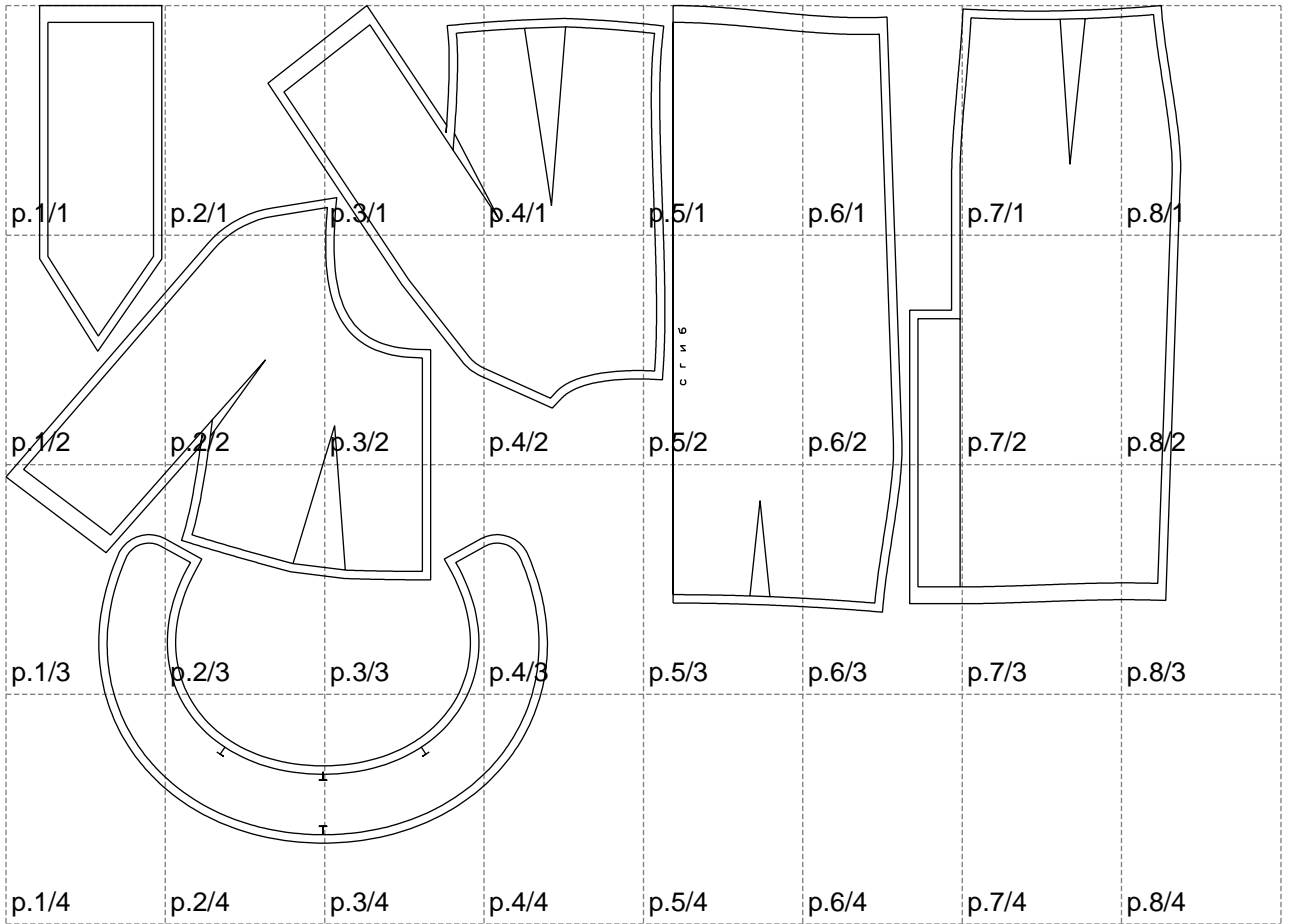 p.1/1 p.2/1 p.3/1 p.4/1 p.5/1 p.6/1 p.7/1 p.8/1
сгиб
p.1/2 p.2/2 p.3/2 p.4/2 p.5/2 p.6/2 p.7/2 p.8/2
p.1/3 p.2/3 p.3/3 p.4/3 p.5/3 p.6/3 p.7/3 p.8/3
p.1/4 p.2/4 p.3/4 p.4/4 p.5/4 p.6/4 p.7/4 p.8/4